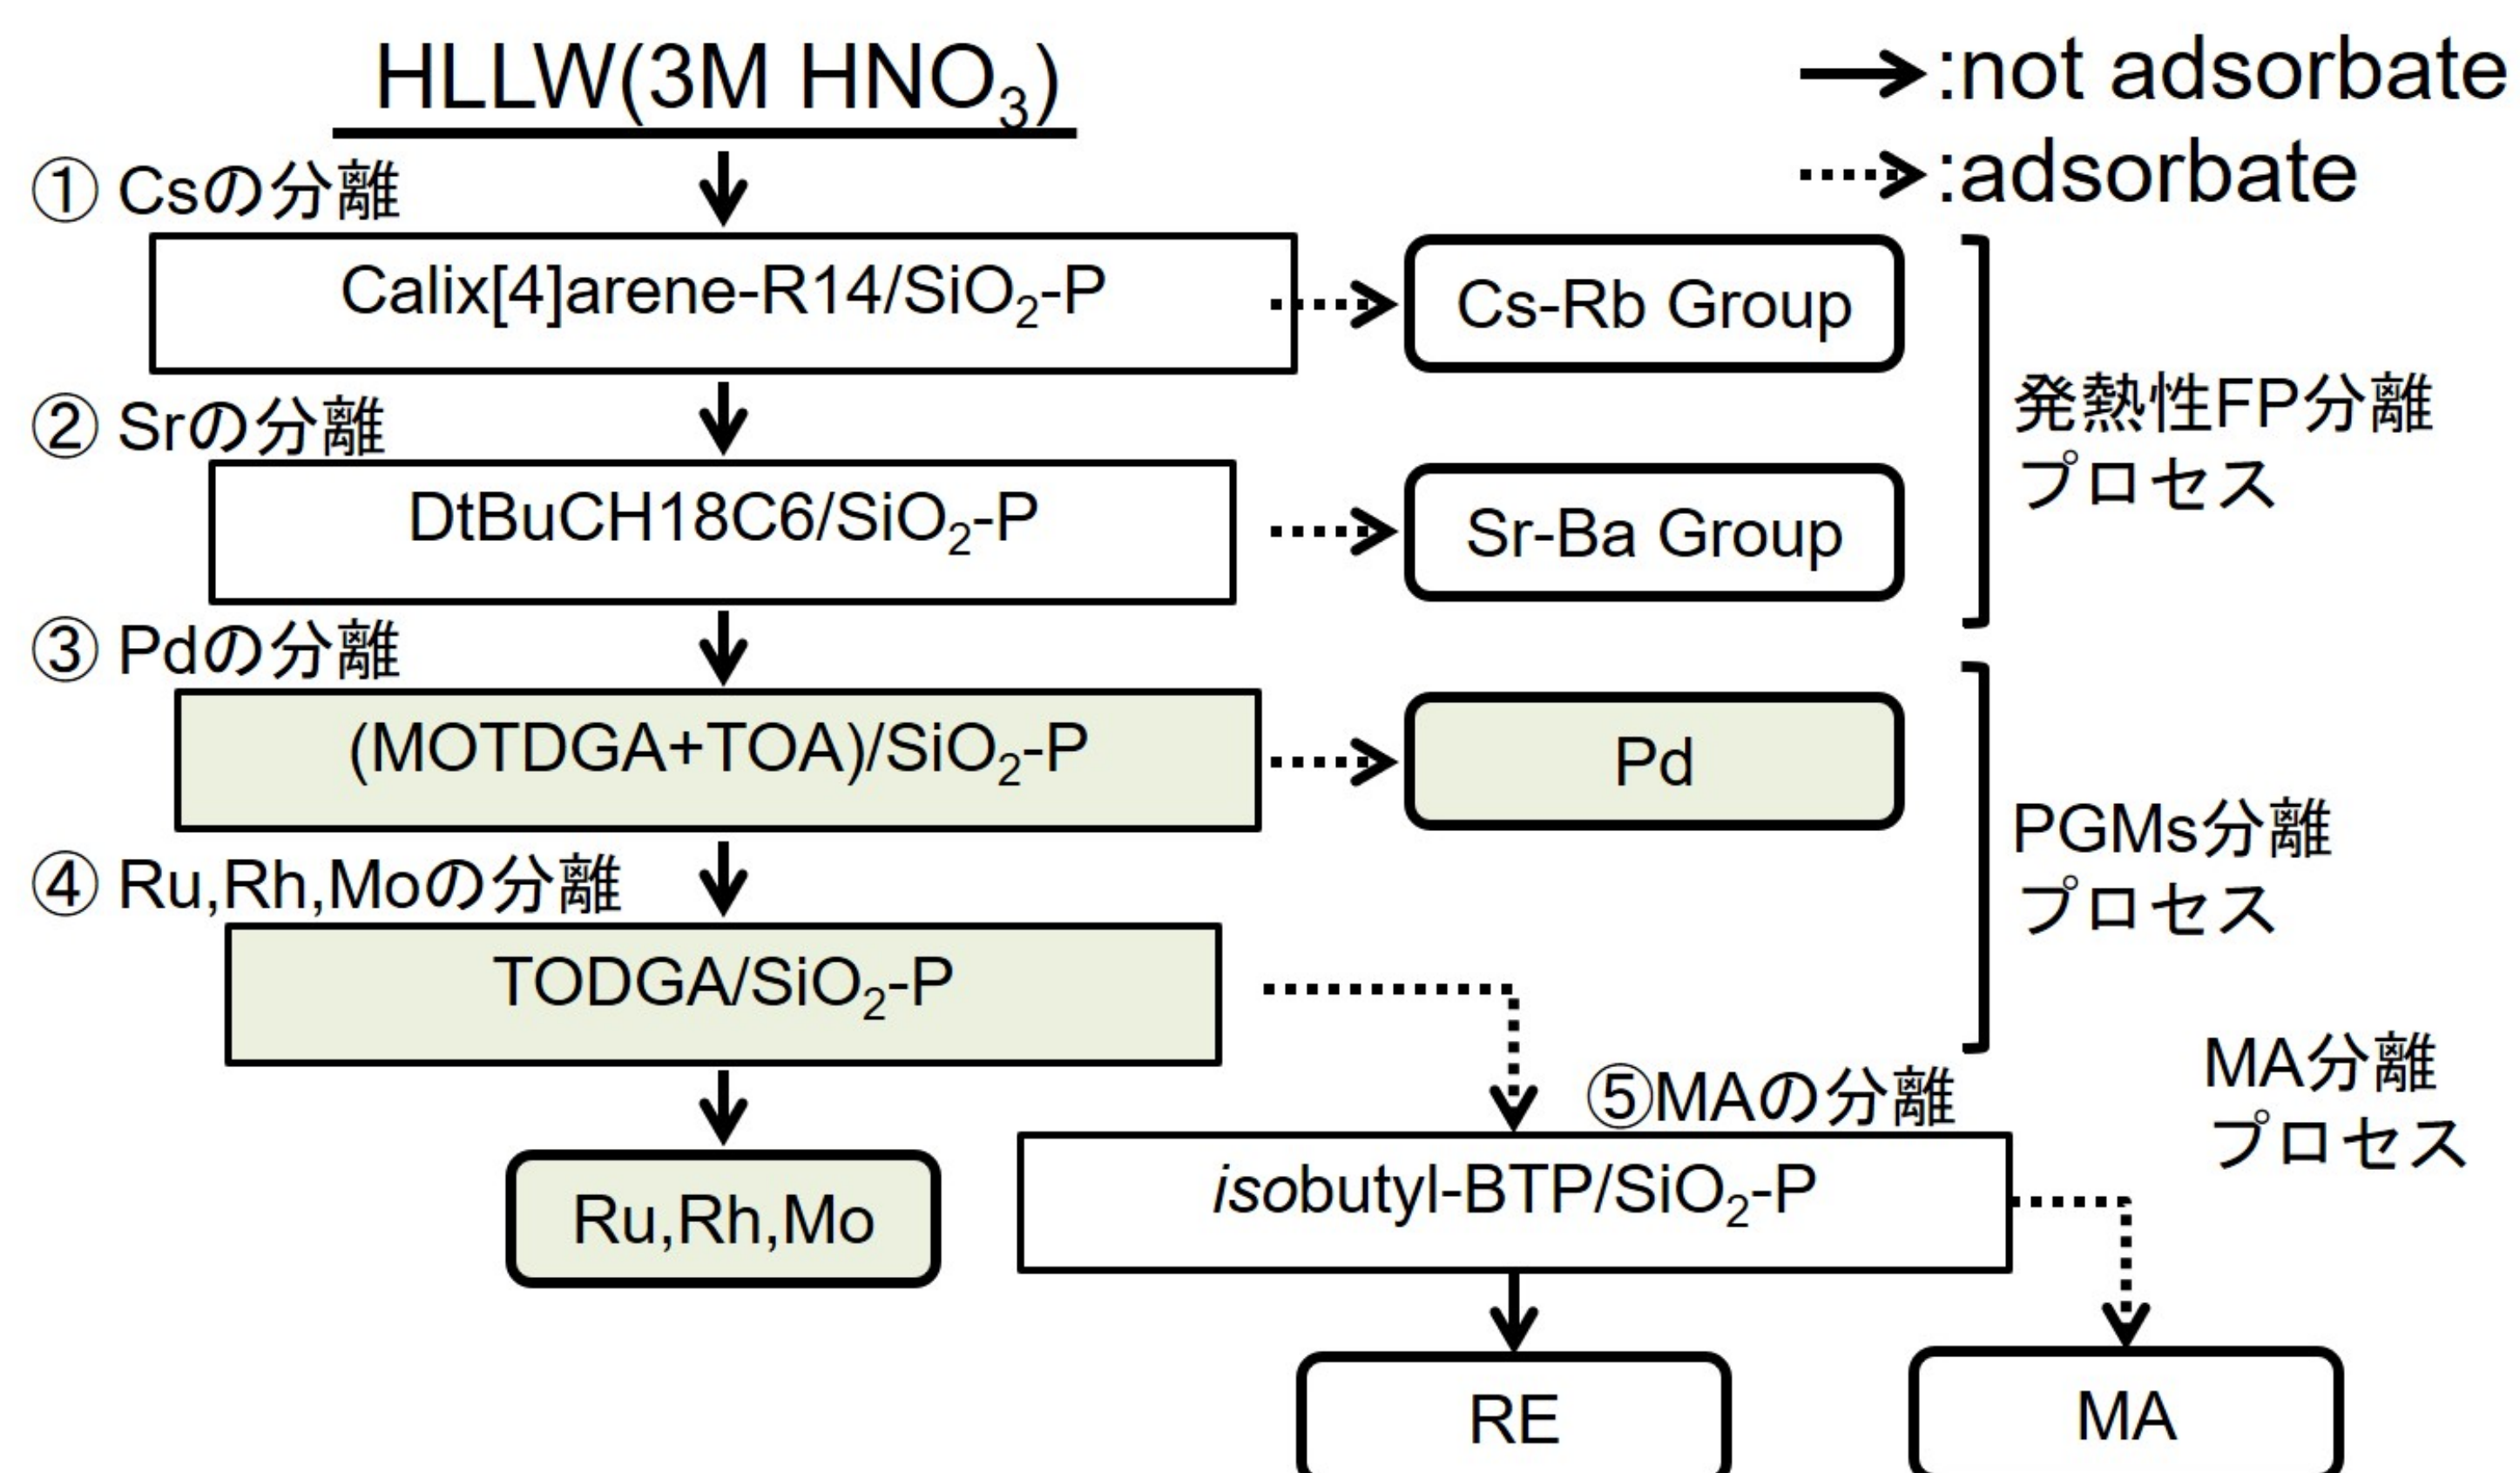 HLLW(3M HNO₃)
:not adsorbate
:adsorbate
① Csの分離
Calix[4]arene-R14/SiO₂-P
Cs-Rb Group
発熱性FP分離
プロセス
② Srの分離
DtBuCH18C6/SiO₂-P
Sr-Ba Group
③ Pdの分離
(MOTDGA+TOA)/SiO₂-P
Pd
PGMs分離
プロセス
④ Ru,Rh,Moの分離
TODGA/SiO₂-P
Ru,Rh,Mo
⑤MAの分離
MA分離
プロセス
isobutyl-BTP/SiO₂-P
RE
MA